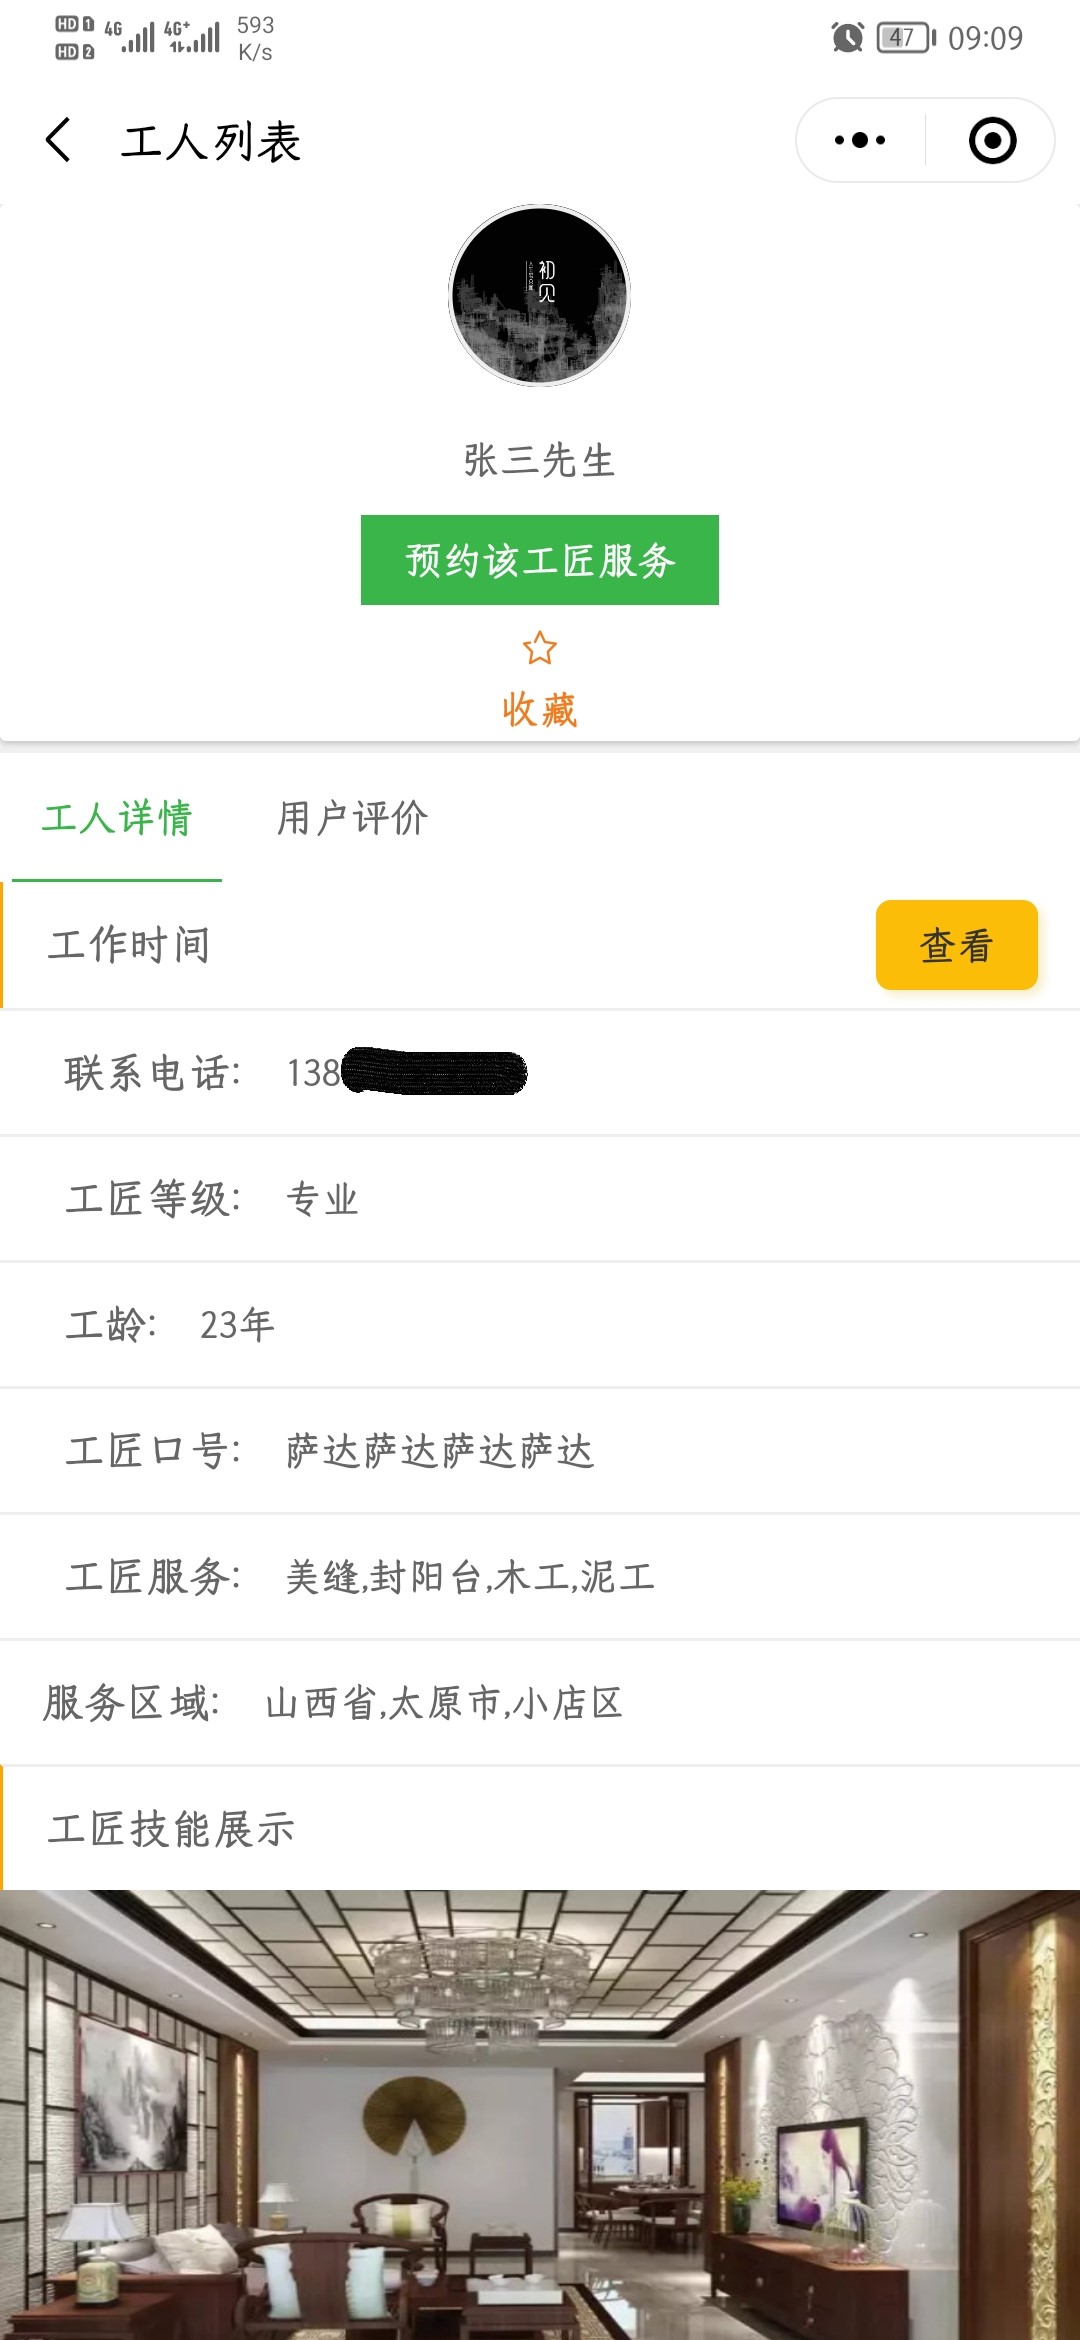 HD 1 4G 4G+ 593
HD 2 K/s
47 09:09
工人列表
初见
张三先生
预约该工匠服务
收藏
工人详情 用户评价
工作时间 查看
联系电话: 138
工匠等级: 专业
工龄: 23年
工匠口号: 萨达萨达萨达萨达
工匠服务: 美缝,封阳台,木工,泥工
服务区域: 山西省,太原市,小店区
工匠技能展示